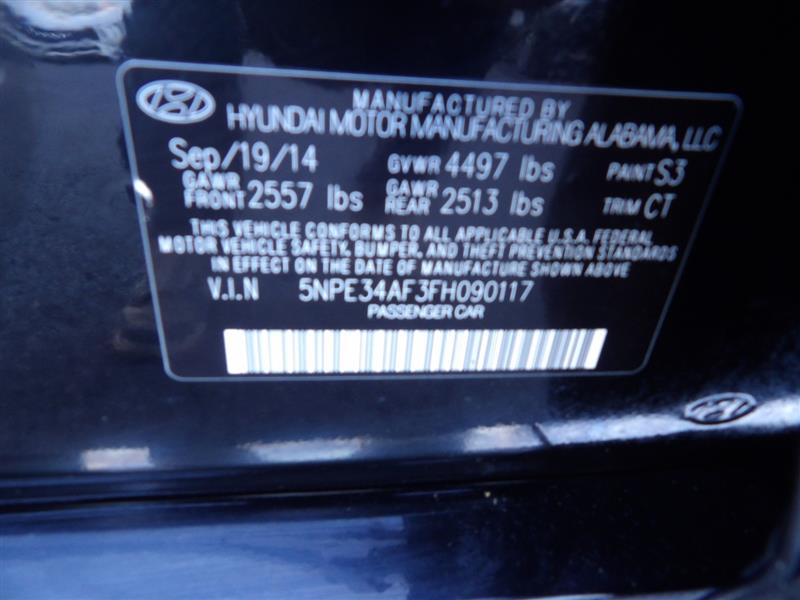 MANUFACTURED BY
HYUNDAI MOTOR MANUFACTURING ALABAMA, LLC
Sep/19/14 GVWR 4497 lbs PAINT S3
GAWR FRONT 2557 lbs GAWR REAR 2513 lbs TRIM CT
THIS VEHICLE CONFORMS TO ALL APPLICABLE U.S.A. FEDERAL
MOTOR VEHICLE SAFETY, BUMPER, AND THEFT PREVENTION STANDARDS
IN EFFECT ON THE DATE OF MANUFACTURE SHOWN ABOVE
V.I.N 5NPE34AF3FH090117
PASSENGER CAR